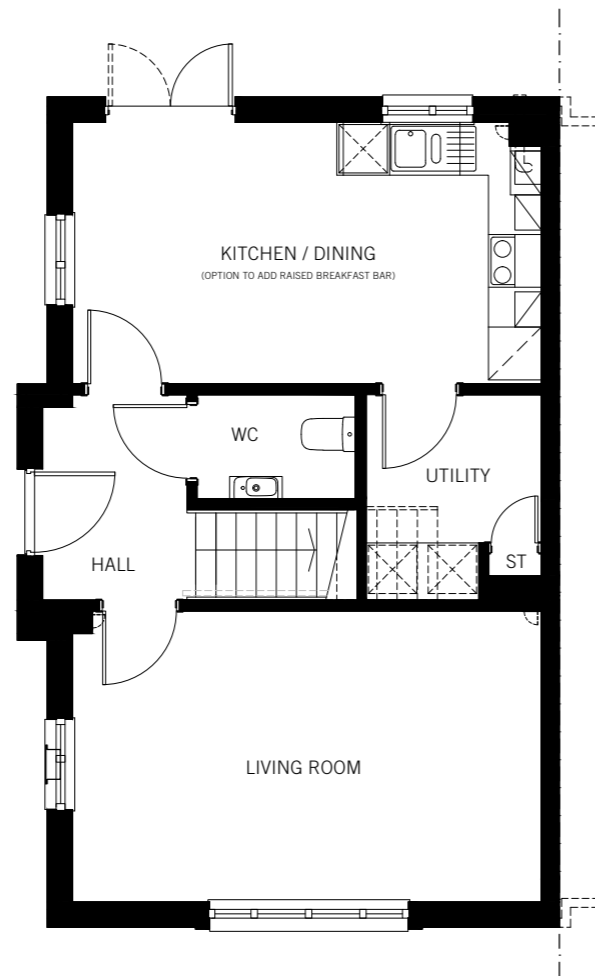 KITCHEN / DINING
(OPTION TO ADD RAISED BREAKFAST BAR)
WC
UTILITY
ST
HALL
LIVING ROOM